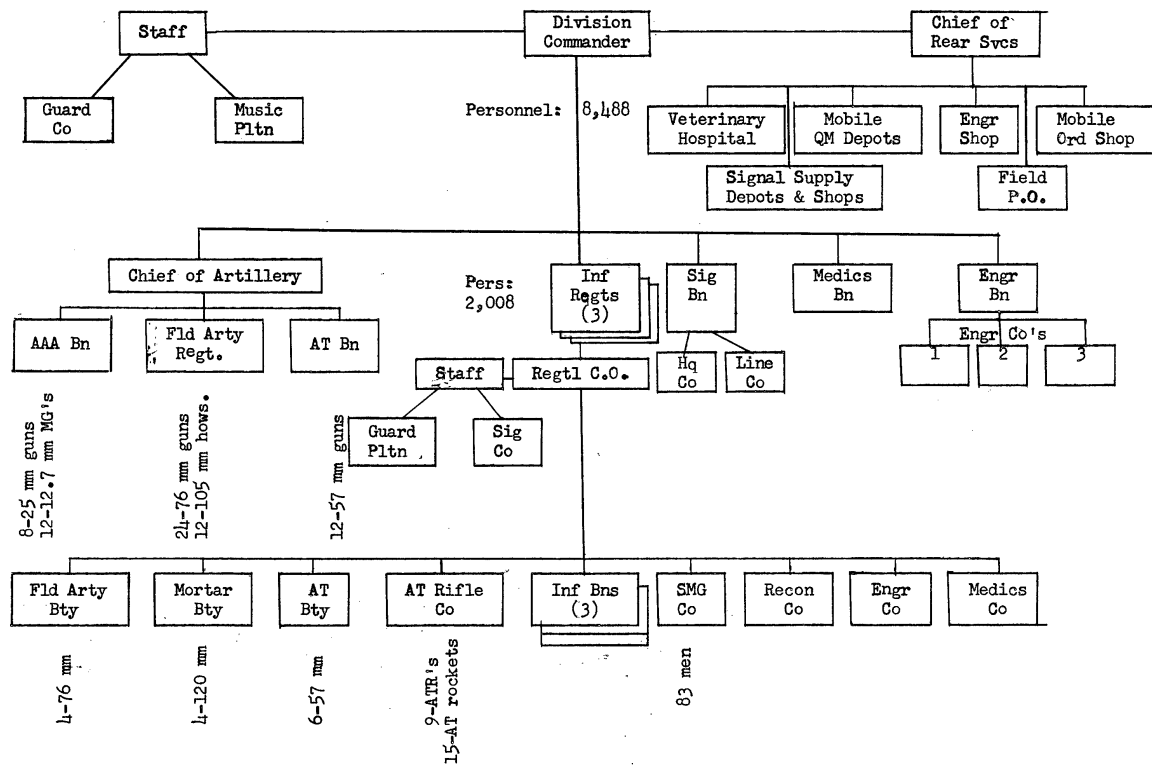 Staff
Division
Commander
Chief of
Rear Svcs
Guard
Co
Music
Pltn
Personnel: 8,488
Veterinary
Hospital
Mobile
QM Depots
Engr
Shop
Mobile
Ord Shop
Signal Supply
Depots & Shops
Field
P.O.
Chief of Artillery
Pers:
2,008
Inf
Regts
(3)
Sig
Bn
Medics
Bn
Engr
Bn
AAA Bn
Fld Arty
Regt.
AT Bn
Engr Co's
1
2
3
Staff
Regtl C.O.
Hq
Co
Line
Co
Guard
Pltn
Sig
Co
8-25 mm guns
12-12.7 mm MG's
24-76 mm guns
12-105 mm hows.
12-57 mm guns
Fld Arty
Bty
Mortar
Bty
AT
Bty
AT Rifle
Co
Inf Bns
(3)
SMG
Co
Recon
Co
Engr
Co
Medics
Co
4-76 mm
4-120 mm
6-57 mm
9-ATR's
15-AT rockets
83 men